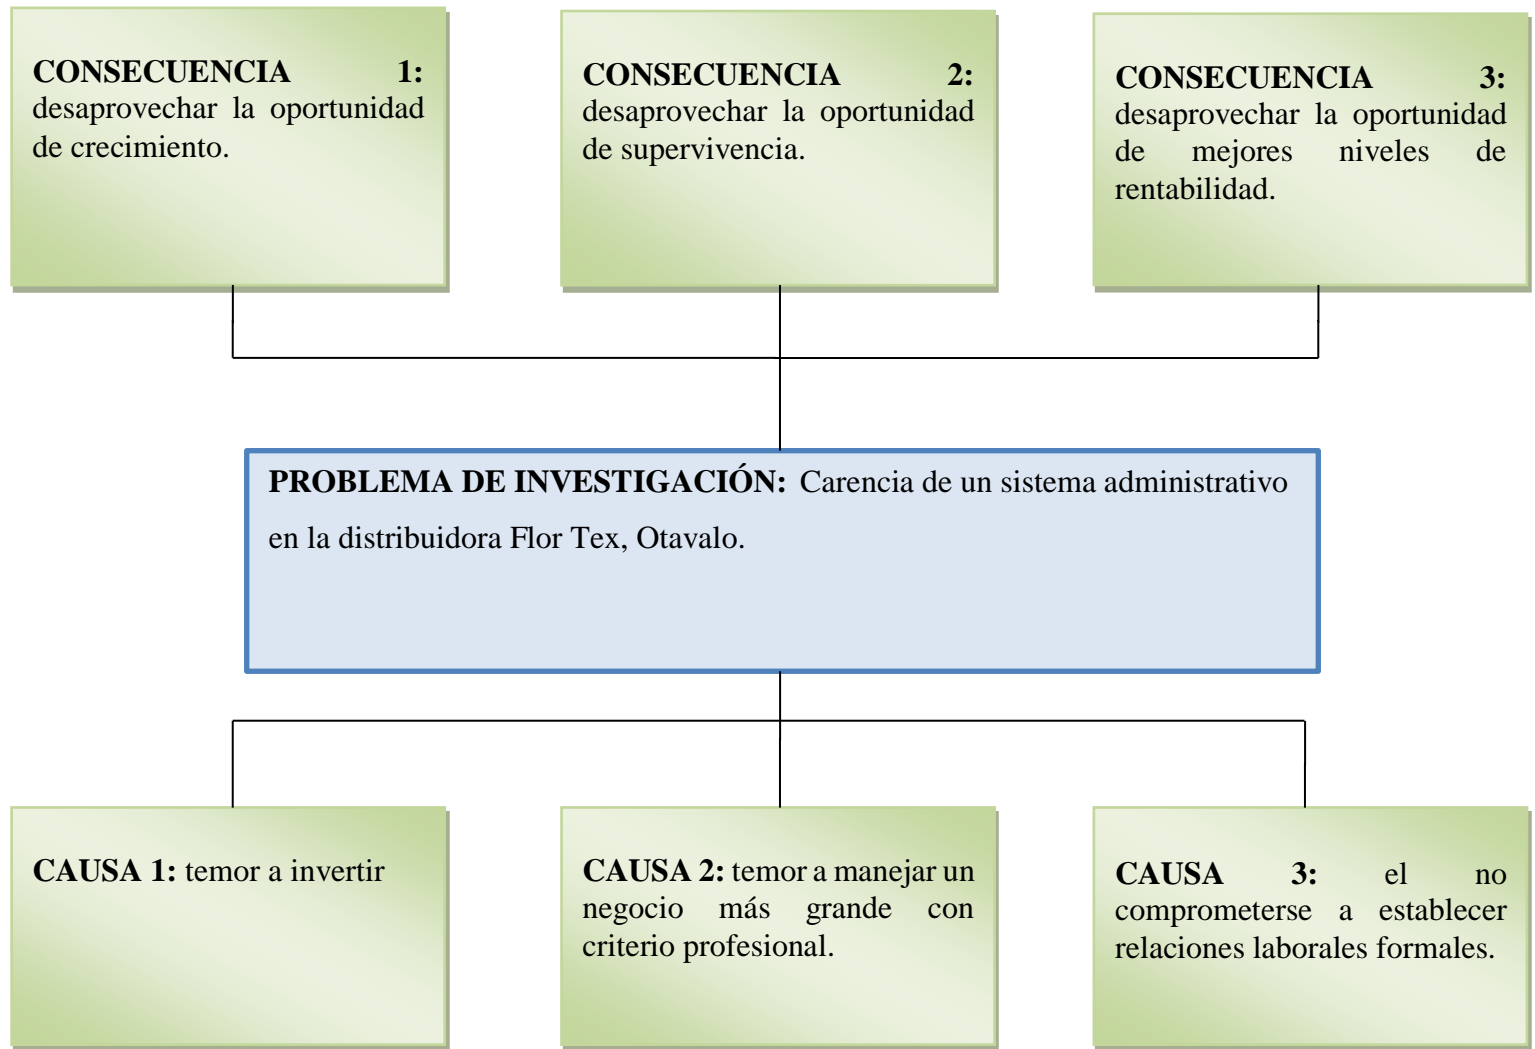 CONSECUENCIA 1:
desaprovechar la oportunidad
de crecimiento.
CONSECUENCIA 2:
desaprovechar la oportunidad
de supervivencia.
CONSECUENCIA 3:
desaprovechar la oportunidad
de mejores niveles de
rentabilidad.
PROBLEMA DE INVESTIGACIÓN: Carencia de un sistema administrativo
en la distribuidora Flor Tex, Otavalo.
CAUSA 1: temor a invertir
CAUSA 2: temor a manejar un
negocio más grande con
criterio profesional.
CAUSA 3: el no
comprometerse a establecer
relaciones laborales formales.